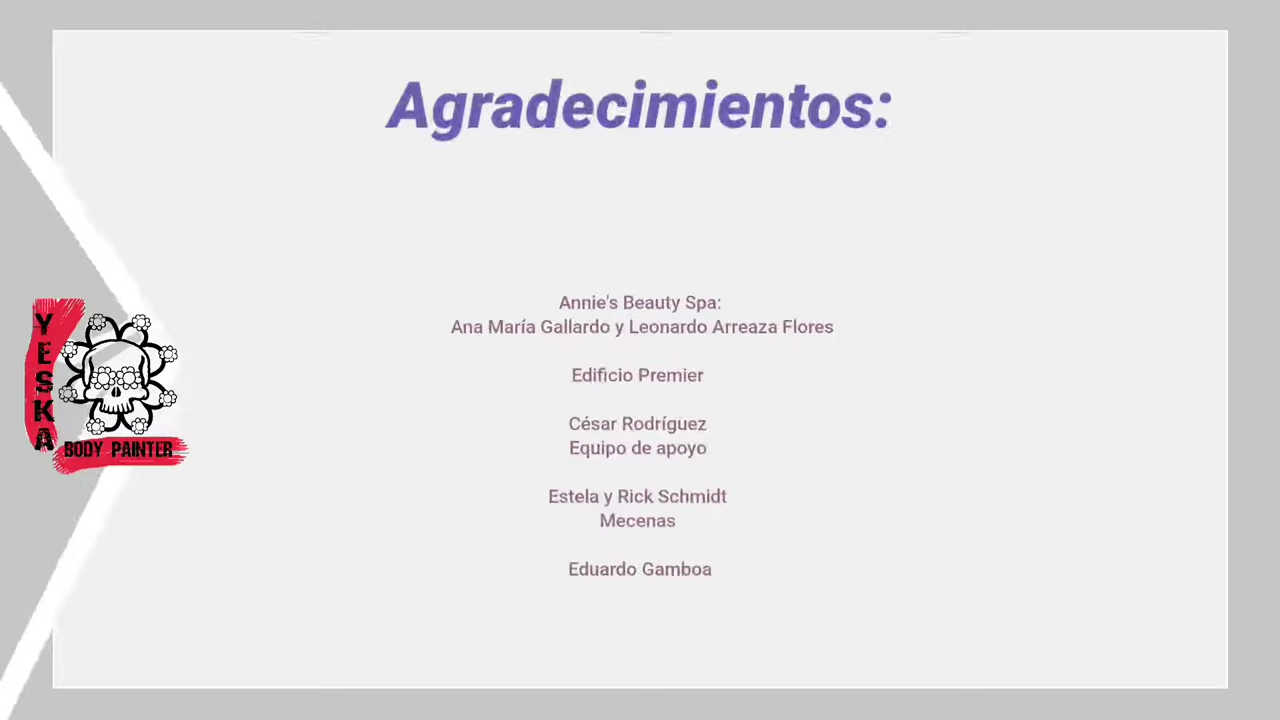 Agradecimientos:
Annie's Beauty Spa:
Ana María Gallardo y Leonardo Arreaza Flores
Edificio Premier
César Rodríguez
Equipo de apoyo
Estela y Rick Schmidt
Mecenas
Eduardo Gamboa
YESKA
BODY PAINTER